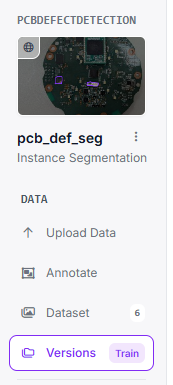 PCBDEFECTDETECTION
pcb_def_seg
Instance Segmentation
DATA
Upload Data
Annotate
Dataset 6
Versions Train